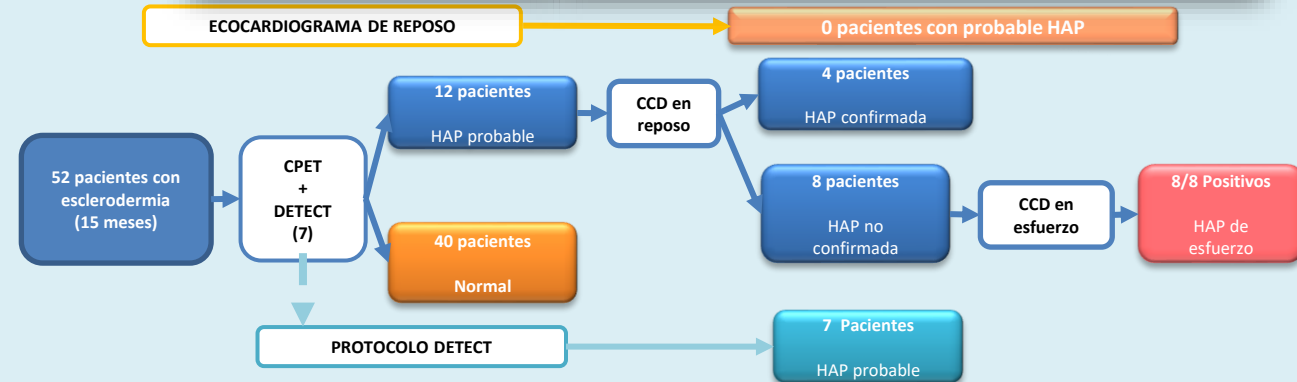 ECOCARDIOGRAMA DE REPOSO
0 pacientes con probable HAP
52 pacientes con
esclerodermia
(15 meses)
CPET
+
DETECT
(7)
12 pacientes
HAP probable
40 pacientes
Normal
CCD en
reposo
4 pacientes
HAP confirmada
8 pacientes
HAP no
confirmada
CCD en
esfuerzo
8/8 Positivos
HAP de
esfuerzo
PROTOCOLO DETECT
7 Pacientes
HAP probable